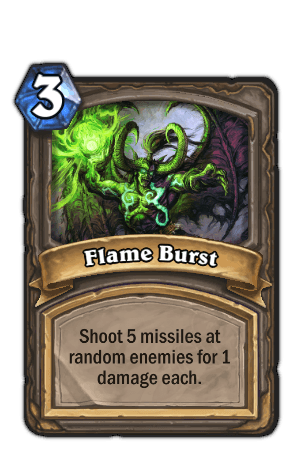 3
Flame Burst
Shoot 5 missiles at
random enemies for 1
damage each.